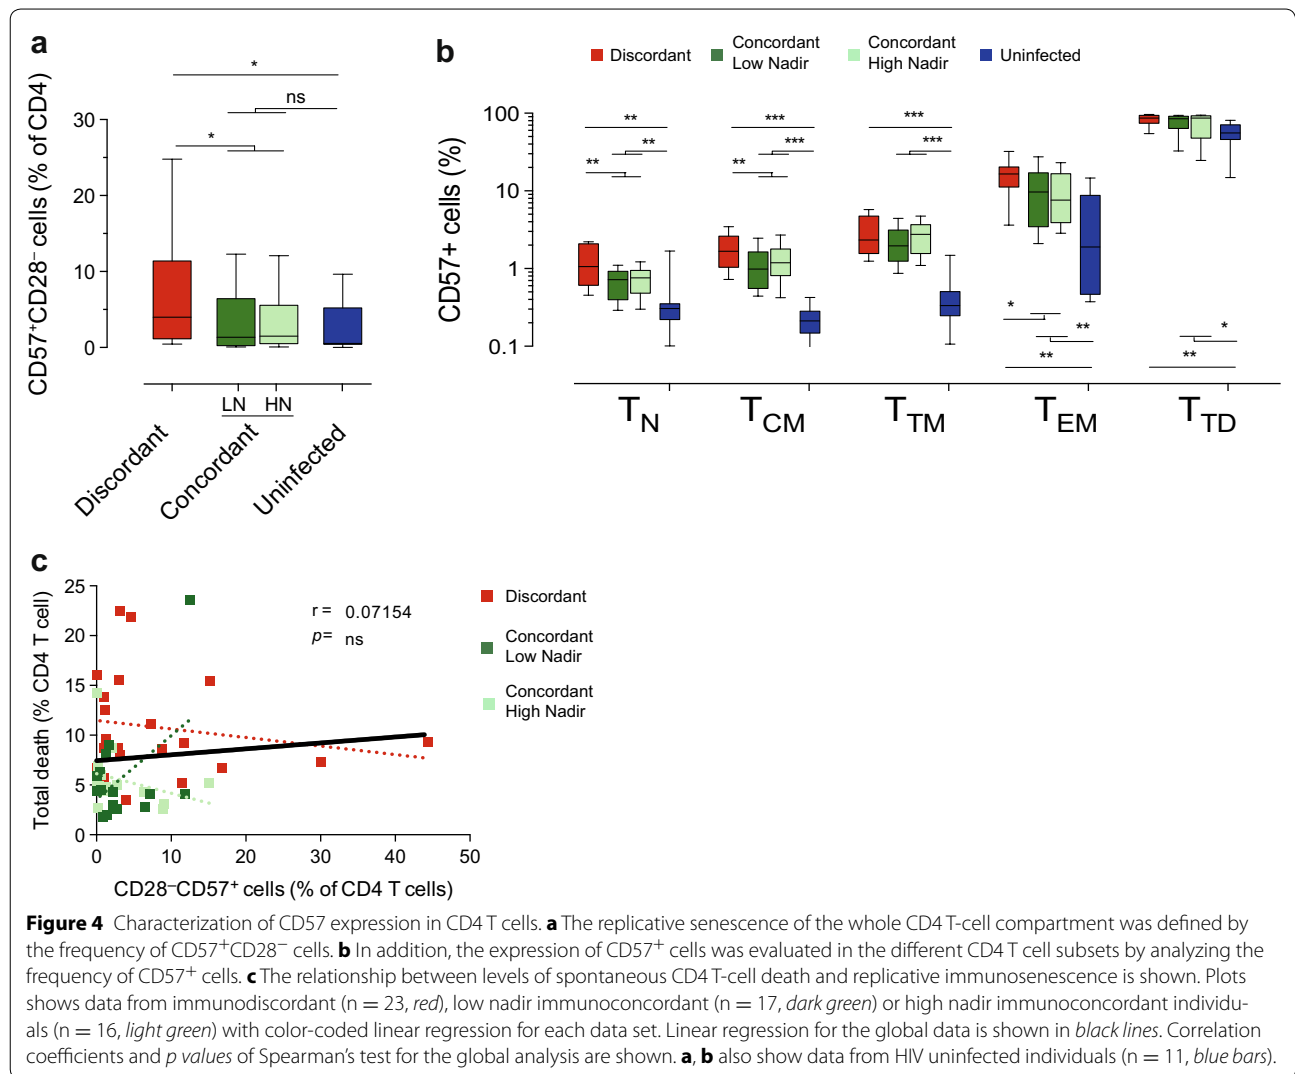 a
CD57⁺CD28⁻ cells (% of CD4)
30
20
10
0
*
ns
*
LN HN
Discordant
Concordant
Uninfected
b
Discordant
Concordant
Low Nadir
Concordant
High Nadir
Uninfected
CD57+ cells (%)
100
10
1
0.1
**
**
**
***
***
**
***
***
*
**
**
*
**
T_N
T_CM
T_TM
T_EM
T_TD
c
Total death (% CD4 T cell)
25
20
15
10
5
0
r = 0.07154
p= ns
0 10 20 30 40 50
CD28⁻CD57⁺ cells (% of CD4 T cells)
Discordant
Concordant
Low Nadir
Concordant
High Nadir
Figure 4 Characterization of CD57 expression in CD4 T cells. a The replicative senescence of the whole CD4 T-cell compartment was defined by
the frequency of CD57⁺CD28⁻ cells. b In addition, the expression of CD57⁺ cells was evaluated in the different CD4 T cell subsets by analyzing the
frequency of CD57⁺ cells. c The relationship between levels of spontaneous CD4 T-cell death and replicative immunosenescence is shown. Plots
shows data from immunodiscordant (n = 23, red), low nadir immunoconcordant (n = 17, dark green) or high nadir immunoconcordant individu-
als (n = 16, light green) with color-coded linear regression for each data set. Linear regression for the global data is shown in black lines. Correlation
coefficients and p values of Spearman's test for the global analysis are shown. a, b also show data from HIV uninfected individuals (n = 11, blue bars).